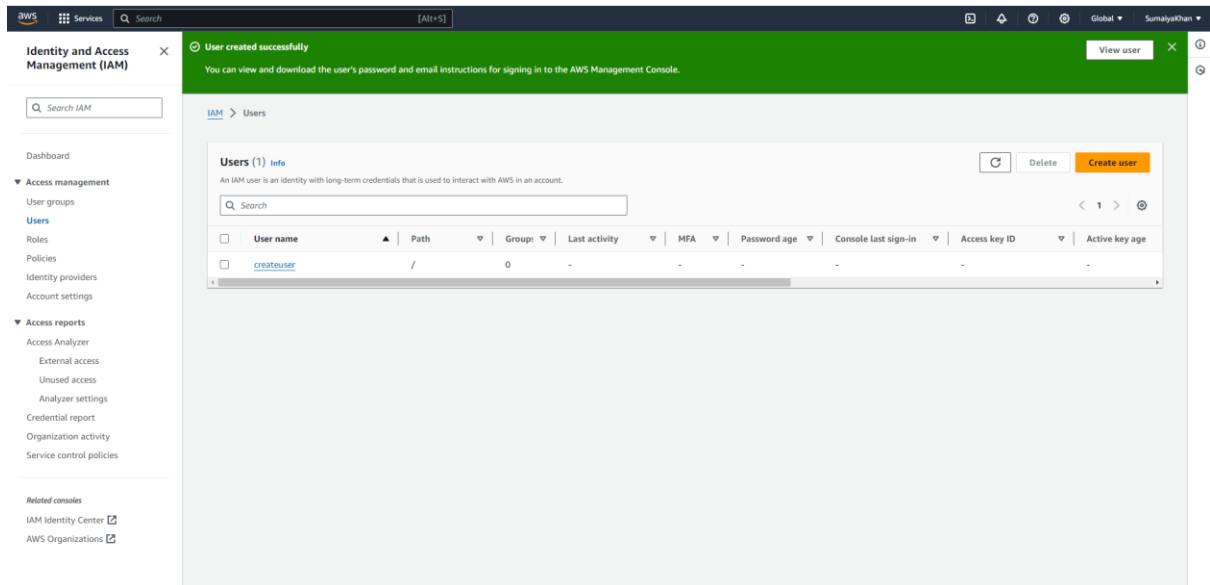 aws Services Search [Alt+S] Global SumaiyaKhan
Identity and Access
Management (IAM)
Search IAM
Dashboard
Access management
User groups
Users
Roles
Policies
Identity providers
Account settings
Access reports
Access Analyzer
External access
Unused access
Analyzer settings
Credential report
Organization activity
Service control policies
Related consoles
IAM Identity Center
AWS Organizations
User created successfully
You can view and download the user's password and email instructions for signing in to the AWS Management Console.
View user
IAM > Users
Users (1) Info
Delete Create user
An IAM user is an identity with long-term credentials that is used to interact with AWS in an account.
Search
1
User name Path Groups Last activity MFA Password age Console last sign-in Access key ID Active key age
createuser / 0 - - - - - -